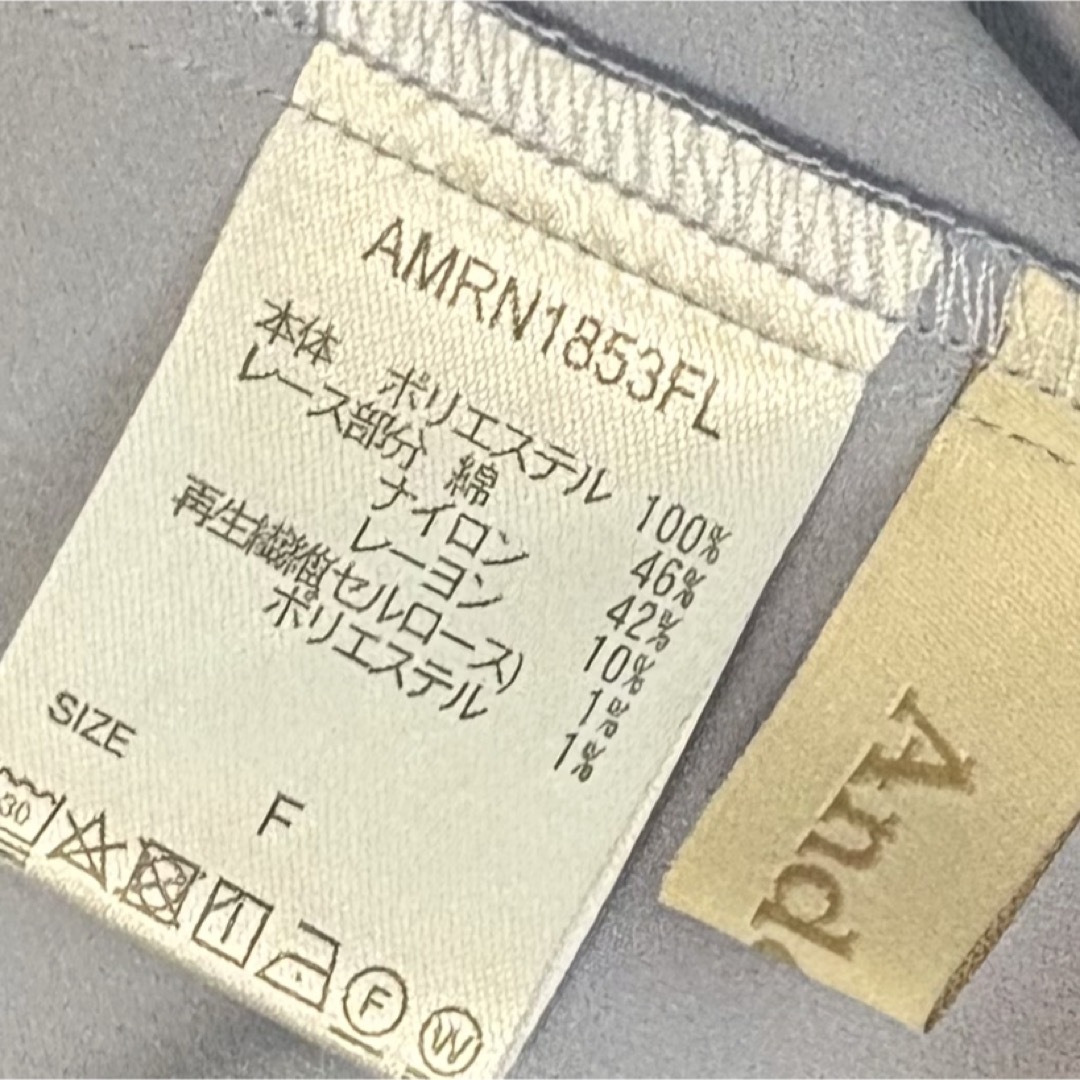 AMRN1853FL
本体 ポリエステル 100%
レース部分 綿 46%
ナイロン 42%
レーヨン 10%
再生繊維(セルロース) 1%
ポリエステル 1%
SIZE
F
30
F
W
And